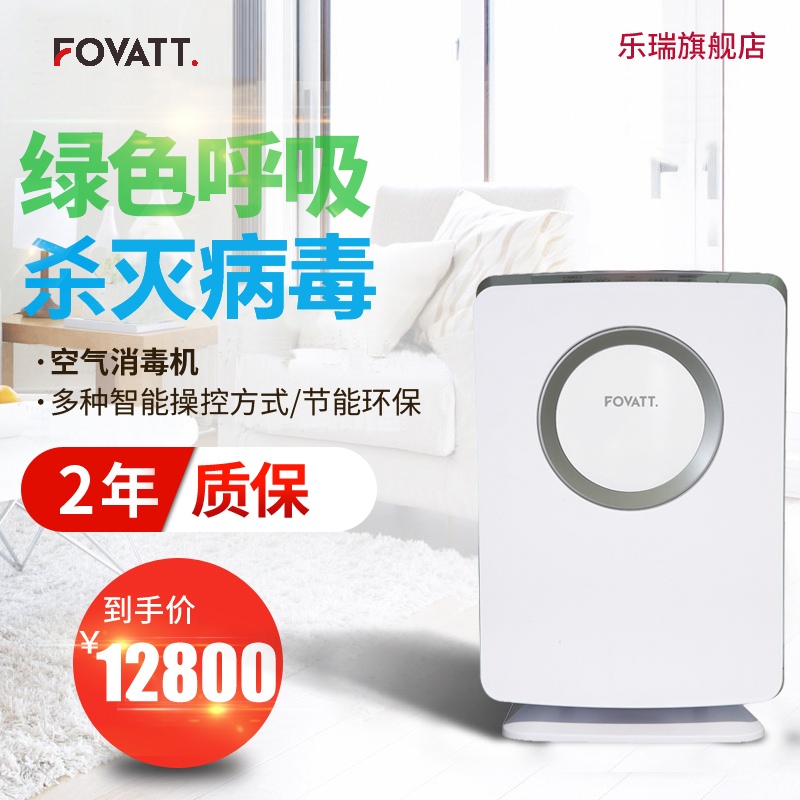 FOVATT.
乐瑞旗舰店
绿色呼吸
杀灭病毒
·空气消毒机
·多种智能操控方式/节能环保
2年 质保
到手价
¥12800
FOVATT.